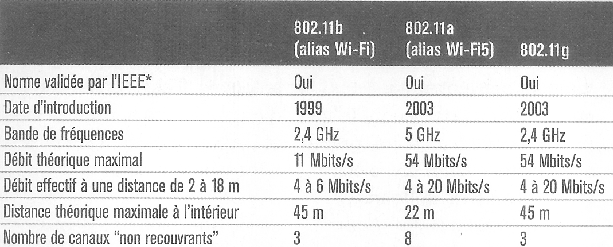 802.11b 802.11a
(alias Wi-Fi) (alias Wi-Fi5) 802.11g
Norme validée par l'IEEE* Oui Oui Oui
Date d'introduction 1999 2003 2003
Bande de fréquences 2,4 GHz 5 GHz 2,4 GHz
Débit théorique maximal 11 Mbits/s 54 Mbits/s 54 Mbits/s
Débit effectif à une distance de 2 à 18 m 4 à 6 Mbits/s 4 à 20 Mbits/s 4 à 20 Mbits/s
Distance théorique maximale à l'intérieur 45 m 22 m 45 m
Nombre de canaux "non recouvrants" 3 8 3